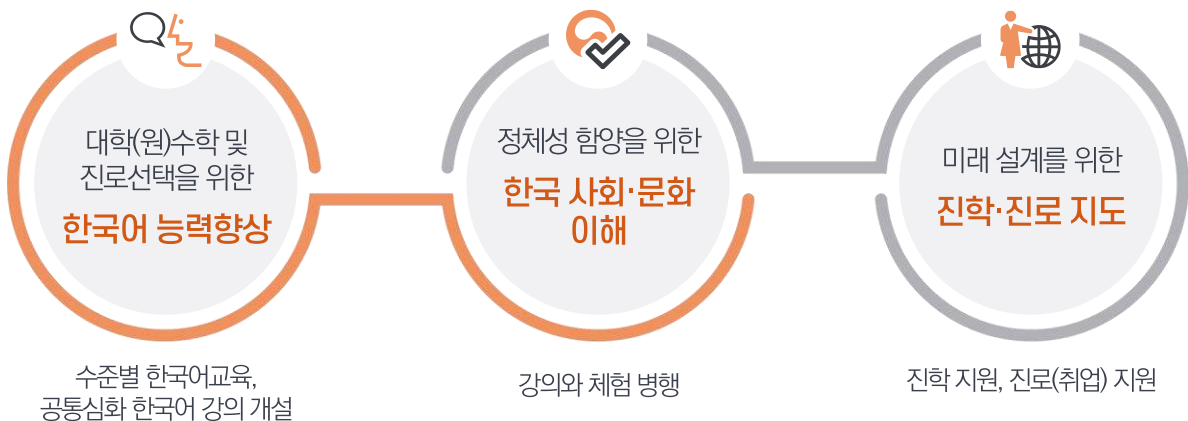 대학(원)수학 및
진로선택을 위한
한국어 능력향상
수준별 한국어교육,
공통심화 한국어 강의 개설
정체성 함양을 위한
한국 사회·문화
이해
강의와 체험 병행
미래 설계를 위한
진학·진로 지도
진학 지원, 진로(취업) 지원